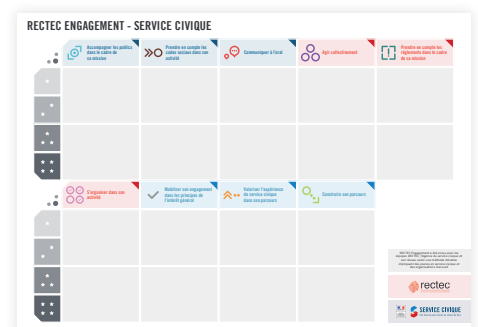 RECTEC ENGAGEMENT - SERVICE CIVIQUE
Accompagner les publics
dans le cadre de
sa mission
Prendre en compte les
codes sociaux dans son
activité
Communiquer à l'oral
Agir collectivement
Prendre en compte les
règlements dans le cadre
de sa mission
S'organiser dans son
activité
Mobiliser son engagement
dans les principes de
l'intérêt général
Valoriser l'expérience
de service civique
dans son parcours
Construire son parcours
rectec
SERVICE CIVIQUE